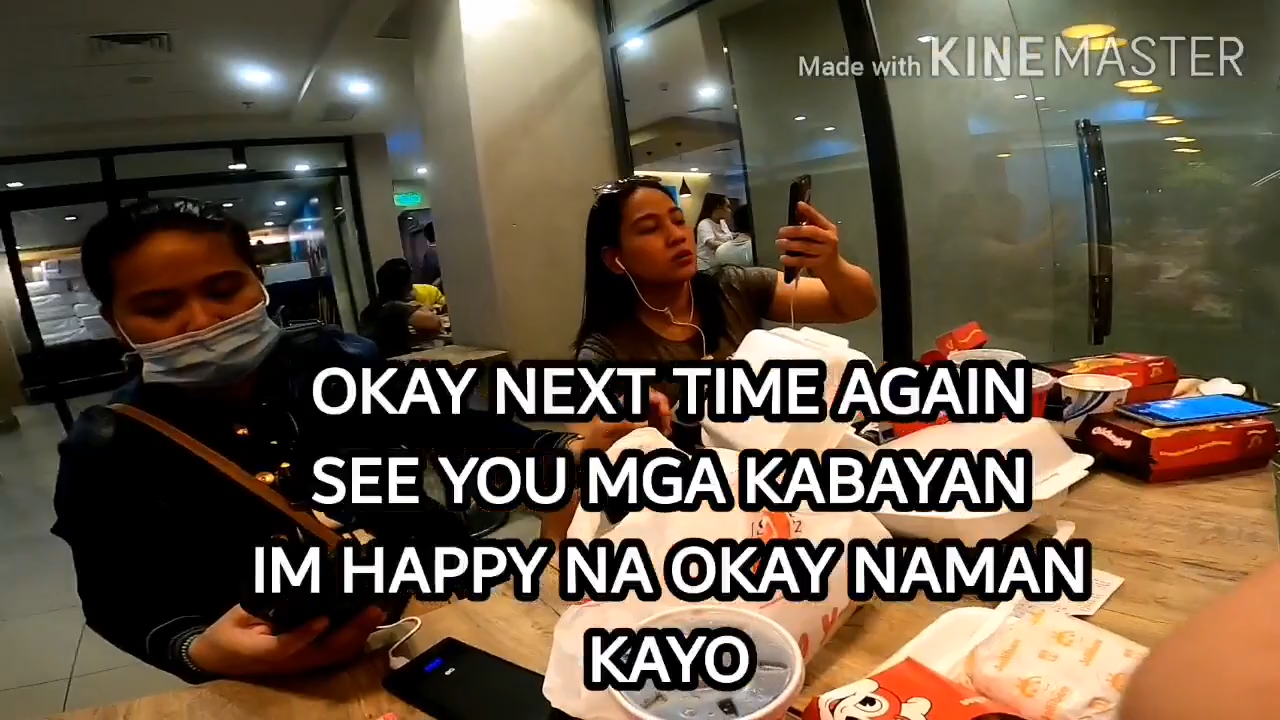 Made with KINEMASTER
OKAY NEXT TIME AGAIN
SEE YOU MGA KABAYAN
IM HAPPY NA OKAY NAMAN
KAYO